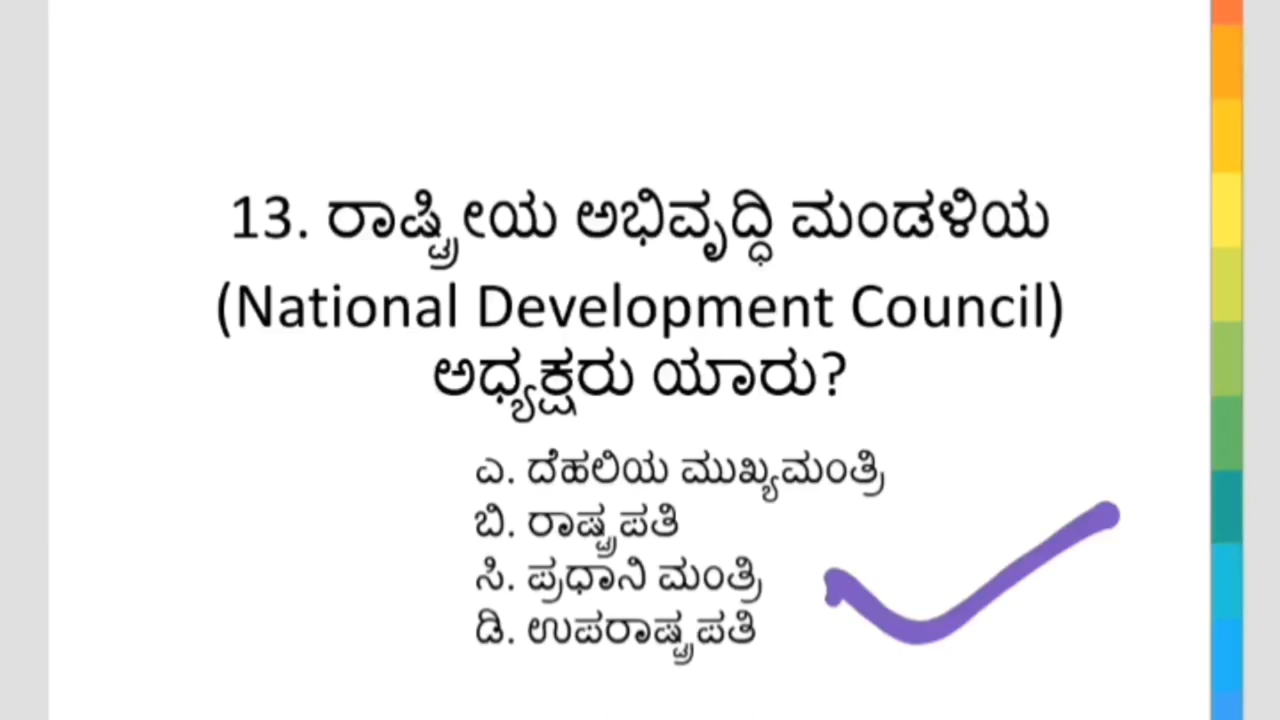 13. ರಾಷ್ಟ್ರೀಯ ಅಭಿವೃದ್ಧಿ ಮಂಡಳಿಯ
(National Development Council)
ಅಧ್ಯಕ್ಷರು ಯಾರು?
ಎ. ದೆಹಲಿಯ ಮುಖ್ಯಮಂತ್ರಿ
ಬಿ. ರಾಷ್ಟ್ರಪತಿ
ಸಿ. ಪ್ರಧಾನಿ ಮಂತ್ರಿ
ಡಿ. ಉಪರಾಷ್ಟ್ರಪತಿ